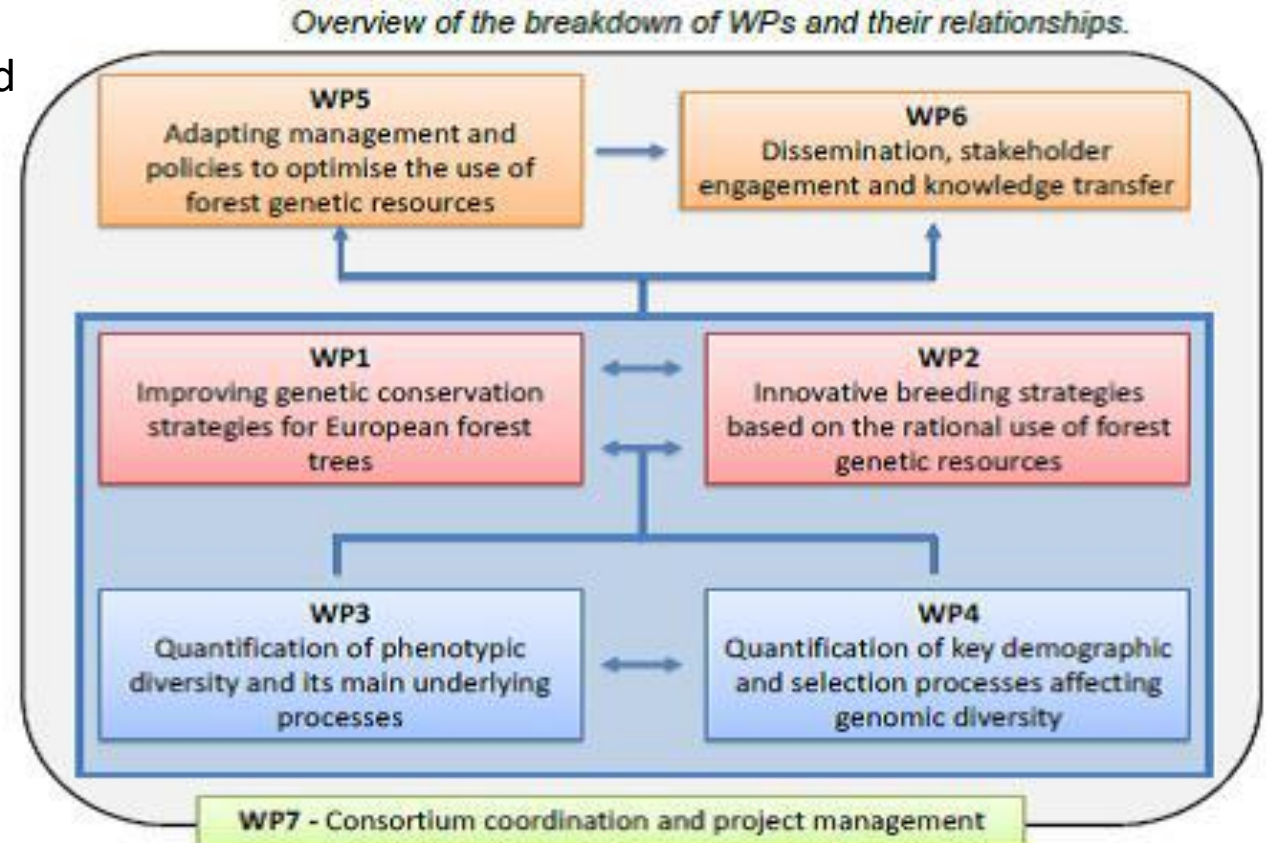 Overview of the breakdown of WPs and their relationships.
d
WP5
Adapting management and
policies to optimise the use of
forest genetic resources
WP6
Dissemination, stakeholder
engagement and knowledge transfer
WP1
Improving genetic conservation
strategies for European forest
trees
WP2
Innovative breeding strategies
based on the rational use of forest
genetic resources
WP3
Quantification of phenotypic
diversity and its main underlying
processes
WP4
Quantification of key demographic
and selection processes affecting
genomic diversity
WP7 - Consortium coordination and project management